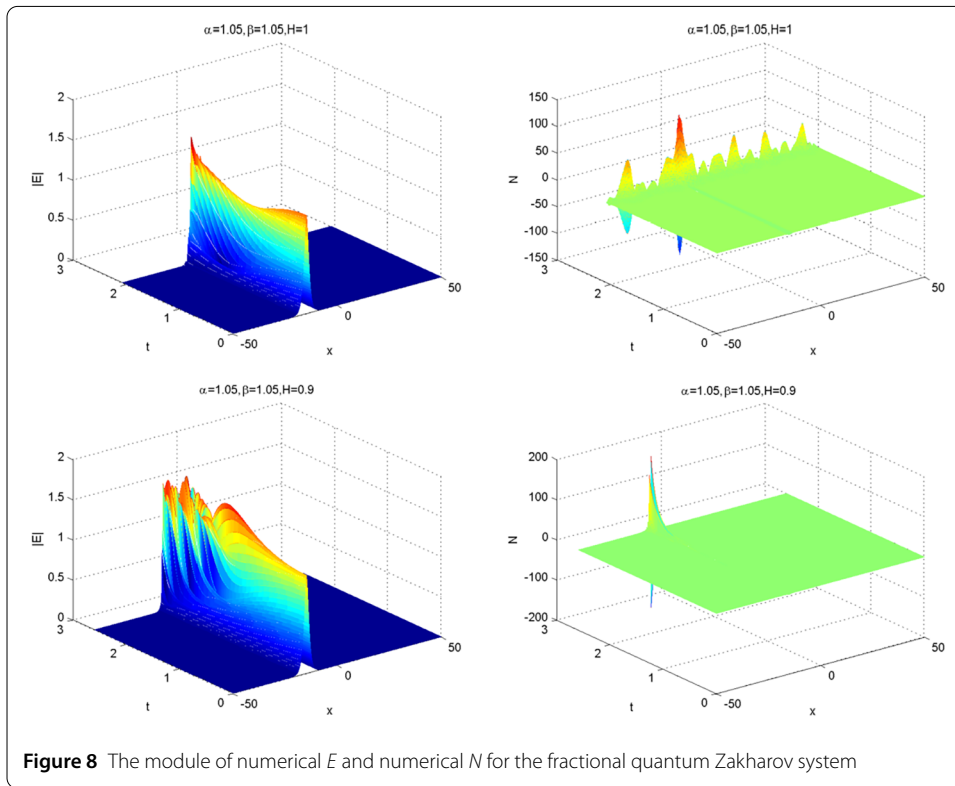 α=1.05,β=1.05,H=1
2
1.5
1
0.5
0
|E|
3
2
1
0
t
-50
0
50
x
α=1.05,β=1.05,H=1
150
100
50
0
-50
-100
-150
N
3
2
1
0
t
-50
0
50
x
α=1.05,β=1.05,H=0.9
2
1.5
1
0.5
0
|E|
3
2
1
0
t
-50
0
50
x
α=1.05,β=1.05,H=0.9
200
100
0
-100
-200
N
3
2
1
0
t
-50
0
50
x
Figure 8 The module of numerical E and numerical N for the fractional quantum Zakharov system